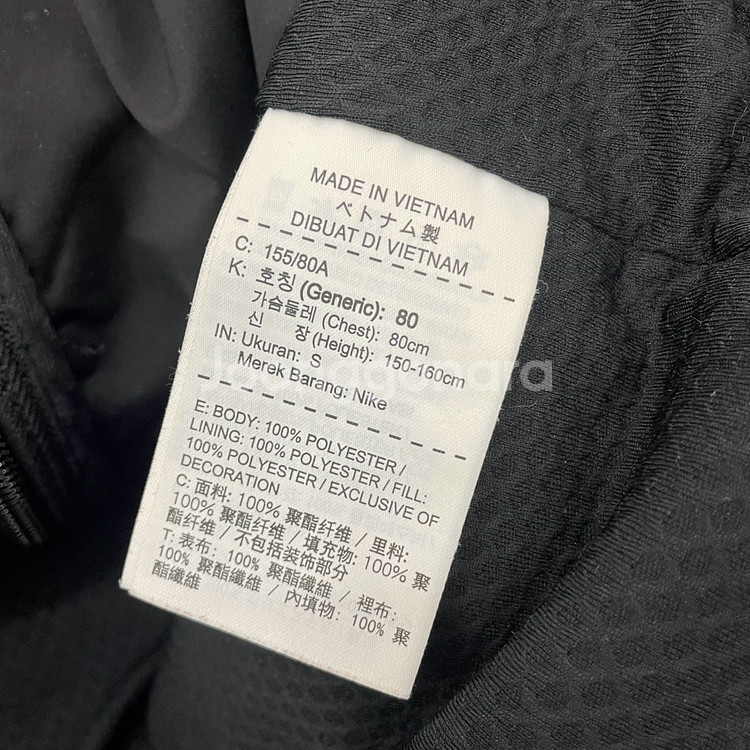 MADE IN VIETNAM
ベトナム製
DIBUAT DI VIETNAM
C: 155/80A
K: 호칭 (Generic): 80
가슴둘레 (Chest): 80cm
신 장 (Height): 150-160cm
IN: Ukuran: S
Merek Barang: Nike
Joongonara
E: BODY: 100% POLYESTER /
LINING: 100% POLYESTER / FILL:
100% POLYESTER / EXCLUSIVE OF
DECORATION
C: 面料: 100% 聚酯纤维 / 里料:
100% 聚酯纤维 / 填充物: 100% 聚
酯纤维 / 不包括装饰部分
T: 表布: 100% 聚酯纖維 / 裡布:
100% 聚酯纖維 / 內填物: 100% 聚
酯纖維